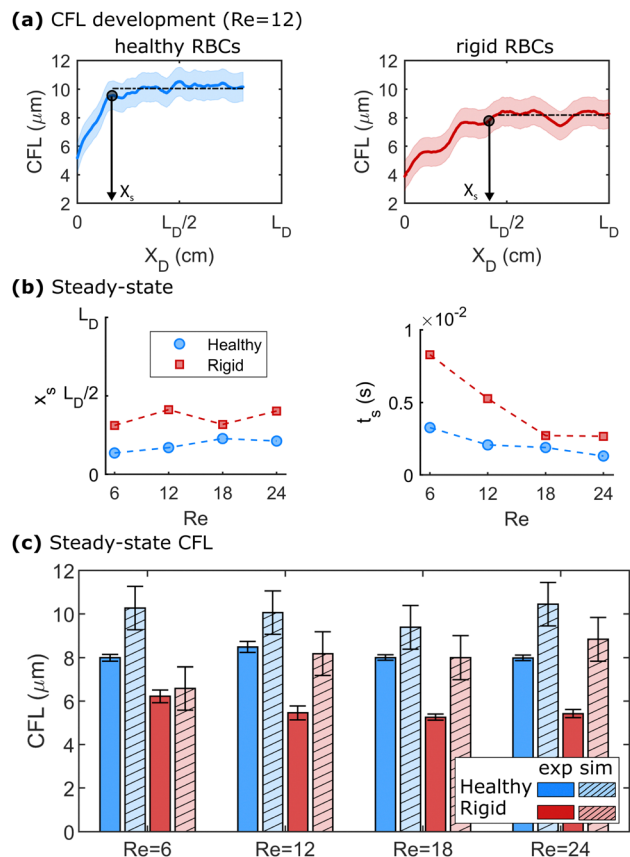 (a) CFL development (Re=12)
healthy RBCs
rigid RBCs
CFL (μm)
12
10
8
6
4
2
X_s
0
L_D/2
L_D
X_D (cm)
CFL (μm)
12
10
8
6
4
2
X_s
0
L_D/2
L_D
X_D (cm)
(b) Steady-state
x_s
L_D
L_D/2
0
Healthy
Rigid
6 12 18 24
Re
×10^-2
t_s (s)
1
0.5
0
6 12 18 24
Re
(c) Steady-state CFL
CFL (μm)
12
10
8
6
4
2
0
exp sim
Healthy
Rigid
Re=6 Re=12 Re=18 Re=24